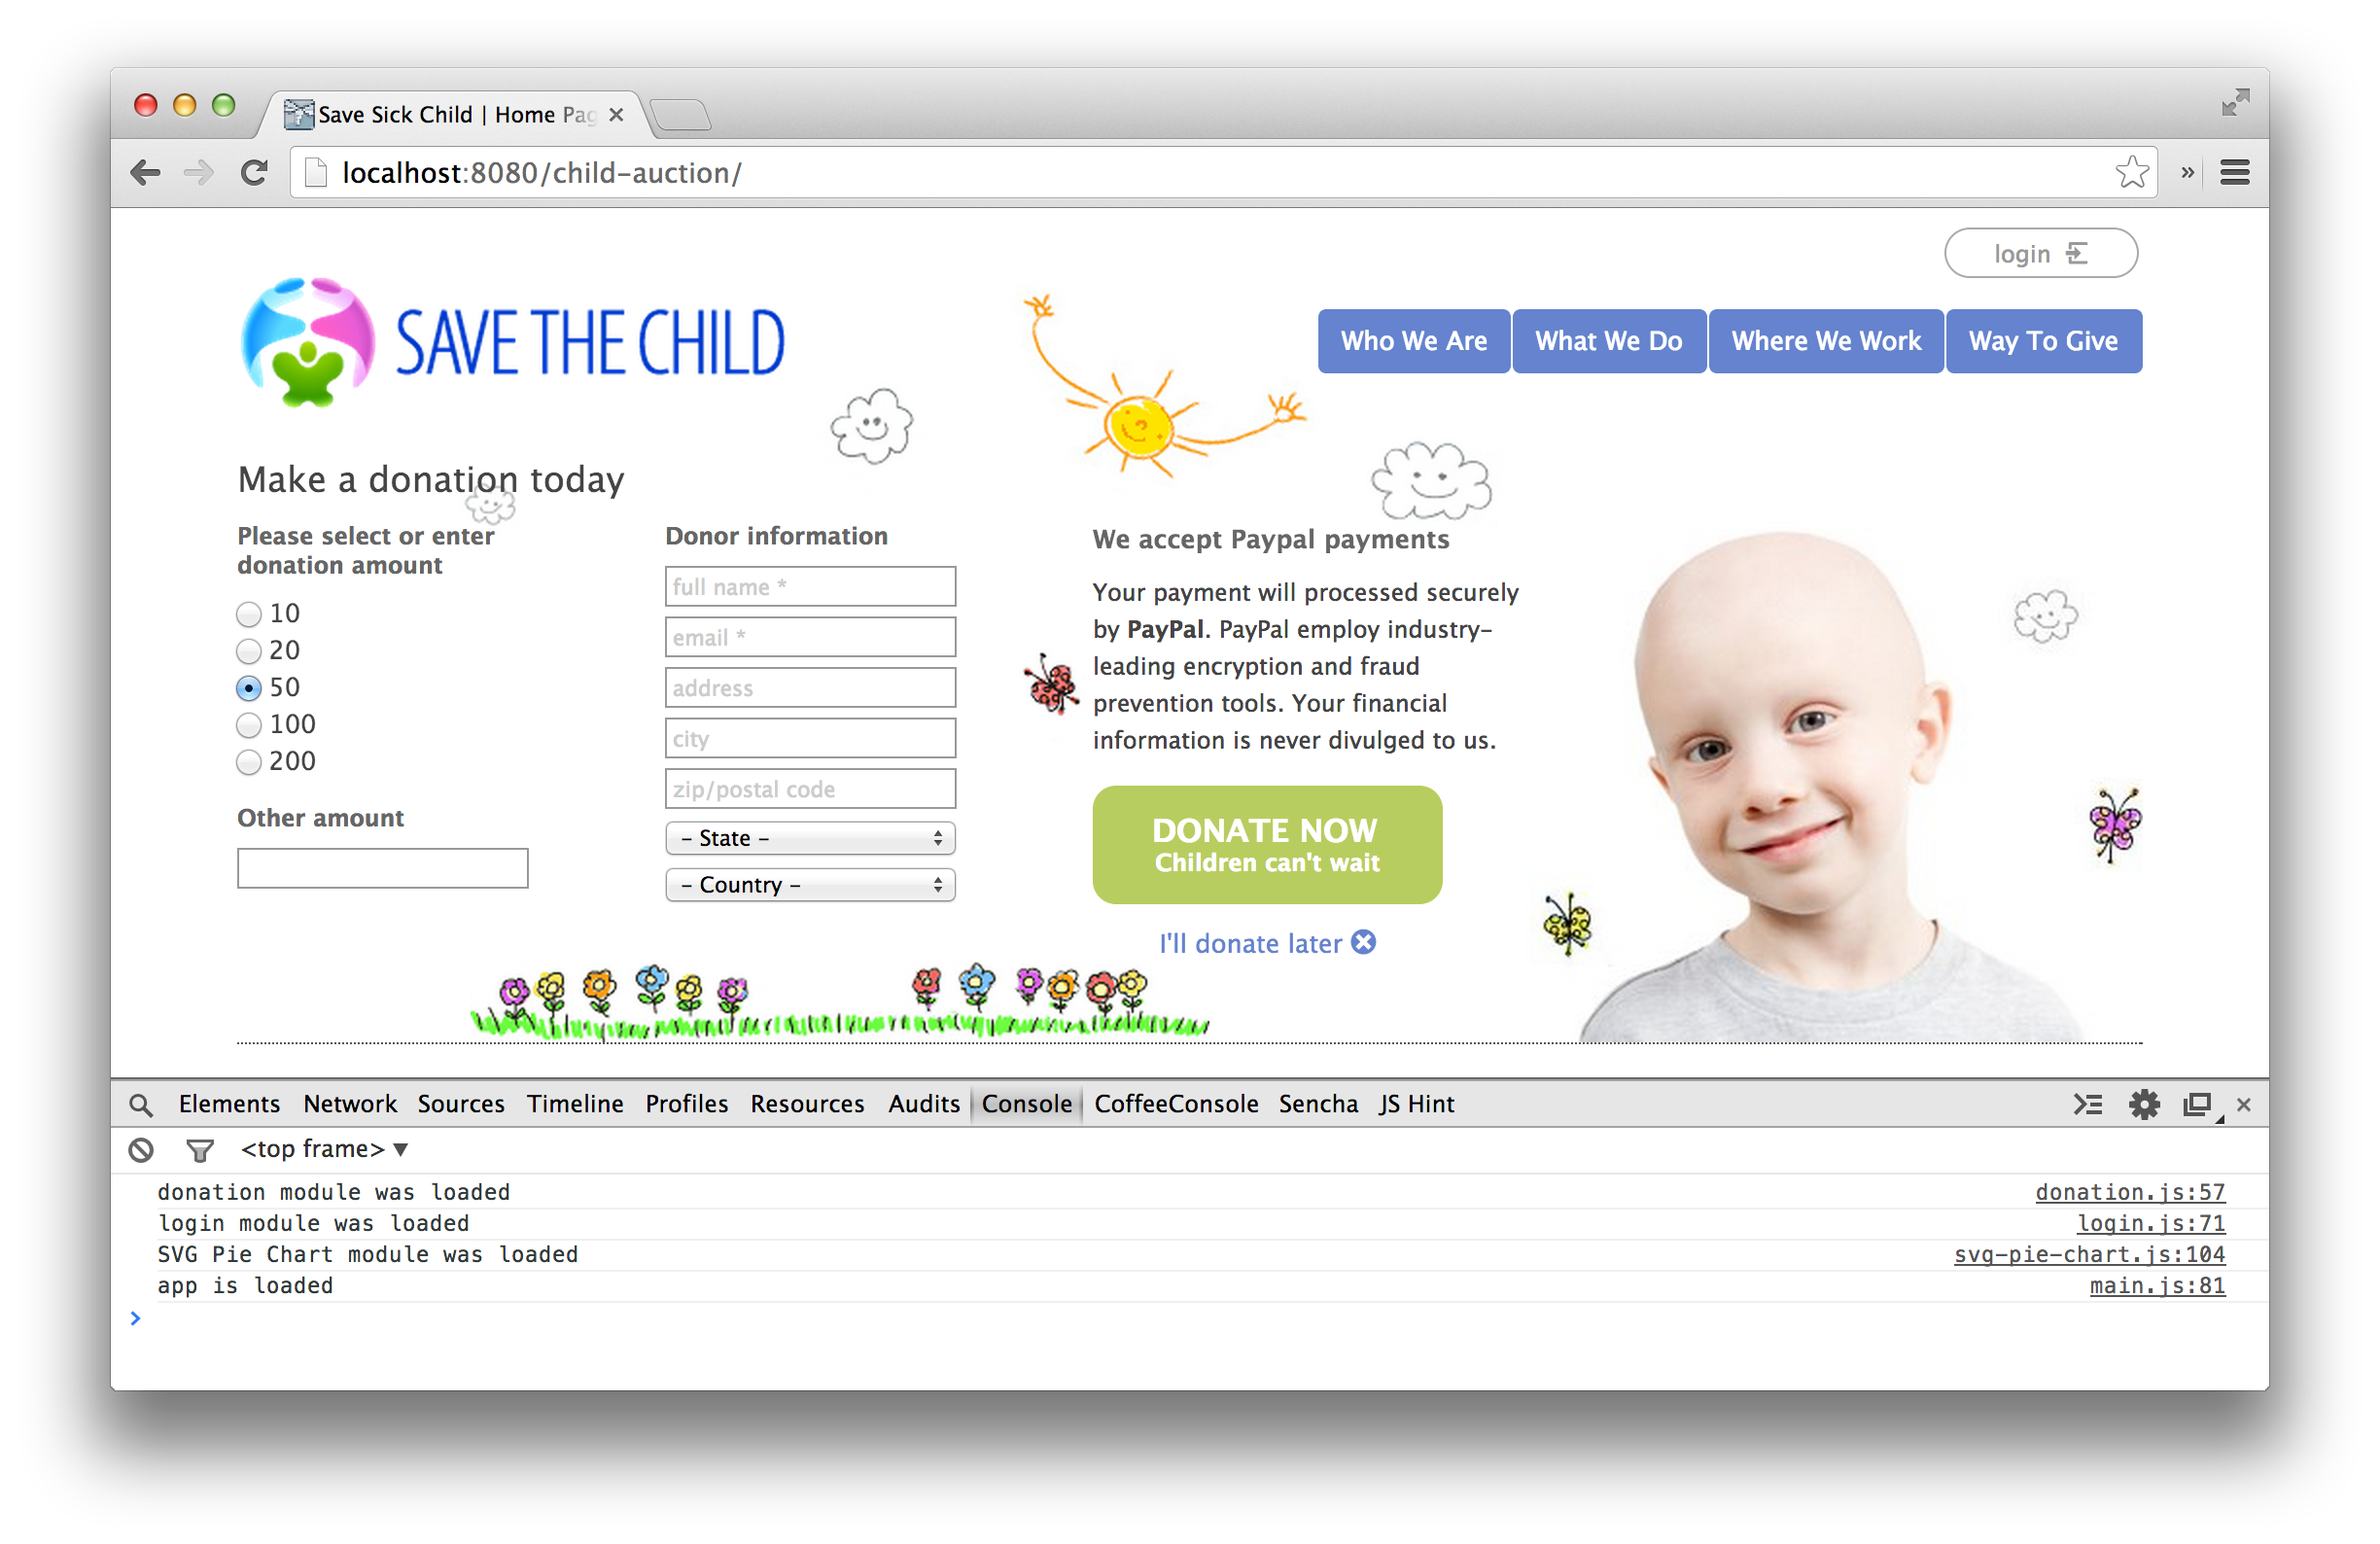 Save Sick Child | Home Pag
localhost:8080/child-auction/
»
login
SAVE THE CHILD
Who We Are What We Do Where We Work Way To Give
Make a donation today
Please select or enter
donation amount
10
20
50
100
200
Other amount
Donor information
full name *
email *
address
city
zip/postal code
- State -
- Country -
We accept Paypal payments
Your payment will processed securely
by PayPal. PayPal employ industry-
leading encryption and fraud
prevention tools. Your financial
information is never divulged to us.
DONATE NOW
Children can't wait
I'll donate later
Elements Network Sources Timeline Profiles Resources Audits Console CoffeeConsole Sencha JS Hint
<top frame> ▼
donation module was loaded donation.js:57
login module was loaded login.js:71
SVG Pie Chart module was loaded svg-pie-chart.js:104
app is loaded main.js:81
>